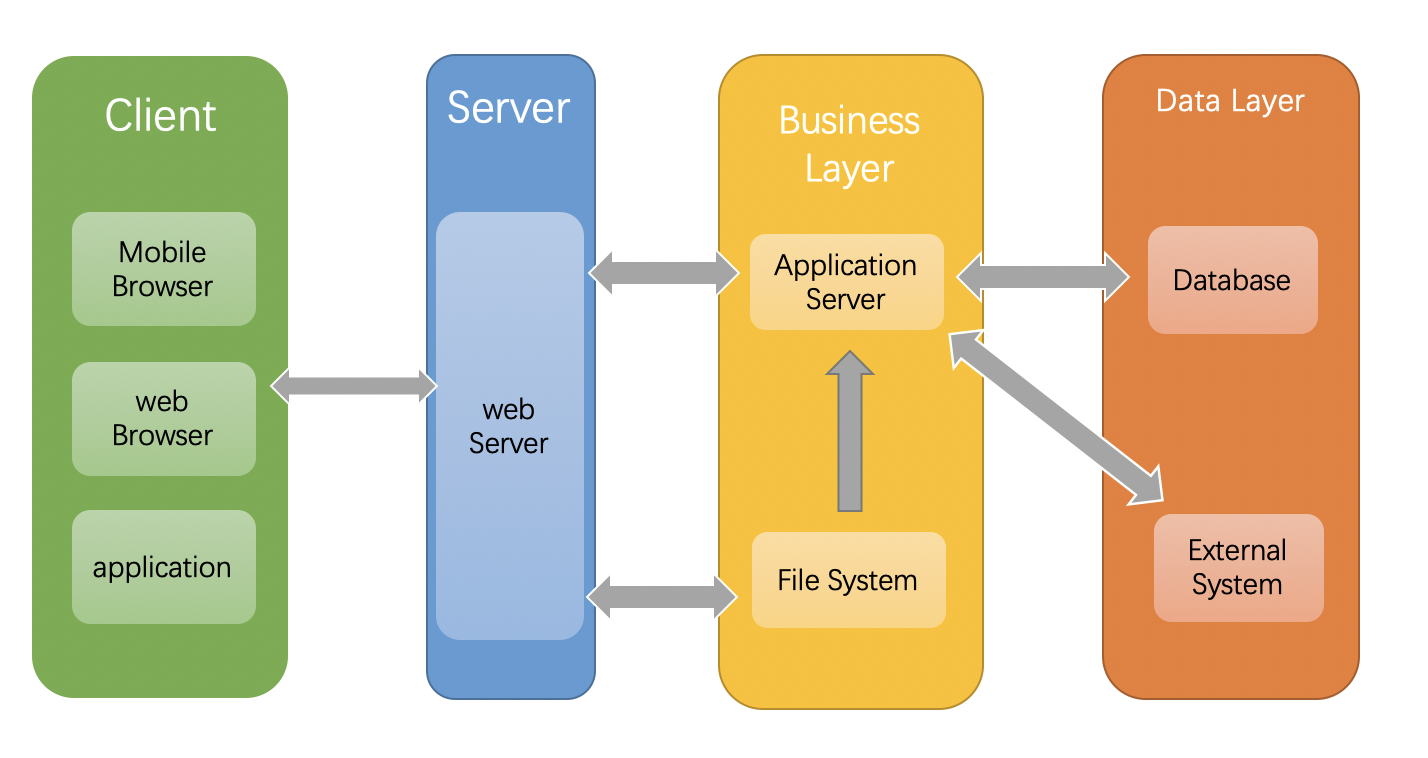 Client
Mobile
Browser
web
Browser
application
Server
web
Server
Business
Layer
Application
Server
File System
Data Layer
Database
External
System